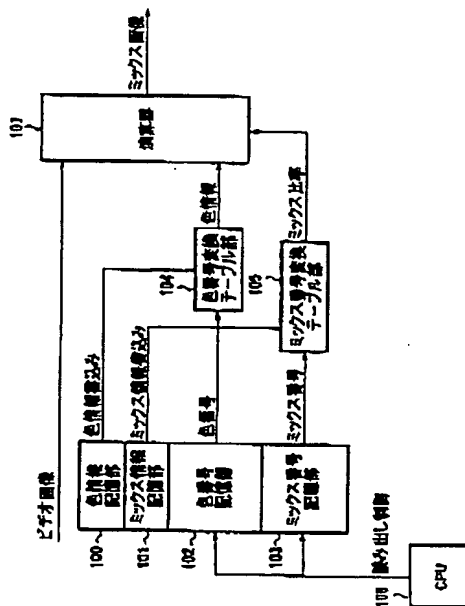 ビデオ画像
100
色情報
記憶部
101
ミックス情報
記憶部
102
色番号
記憶部
103
ミックス番号
記憶部
CPU
読み出し制御
色情報書込み
ミックス情報書込み
色番号
ミックス番号
104
色番号変換
テーブル部
105
ミックス番号変換
テーブル部
色情報
ミックス比率
107
演算器
ミックス画像